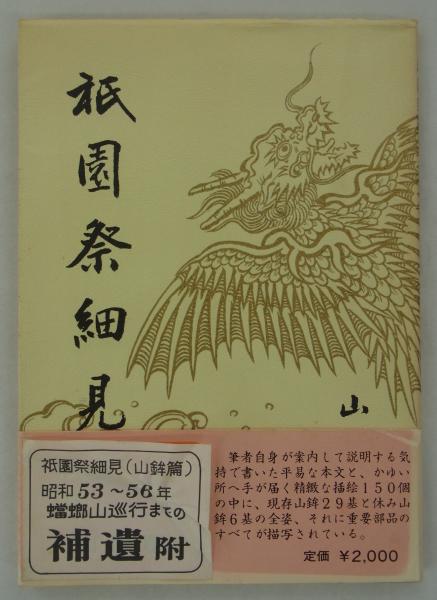 祇園祭細見
山
祇園祭細見(山鉾篇)
昭和53~56年
蟷螂山巡行までの
補遺附
筆者自身が案内して説明する気
持で書いた平易な本文と、かゆい
所へ手が届く精緻な描絵150個
の中に、現存山鉾29基と休み山
鉾6基の全姿、それに重要部品の
すべてが描写されている。
定価 ¥2,000